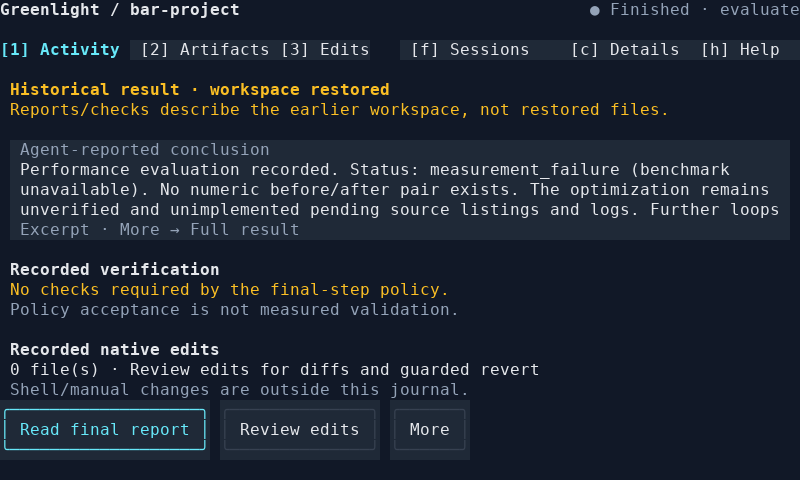 Greenlight / bar-project
● Finished · evaluate
[1] Activity [2] Artifacts [3] Edits [f] Sessions [c] Details [h] Help
Historical result · workspace restored
Reports/checks describe the earlier workspace, not restored files.
Agent-reported conclusion
Performance evaluation recorded. Status: measurement_failure (benchmark
unavailable). No numeric before/after pair exists. The optimization remains
unverified and unimplemented pending source listings and logs. Further loops
Excerpt · More → Full result
Recorded verification
No checks required by the final-step policy.
Policy acceptance is not measured validation.
Recorded native edits
0 file(s) · Review edits for diffs and guarded revert
Shell/manual changes are outside this journal.
Read final report
Review edits
More